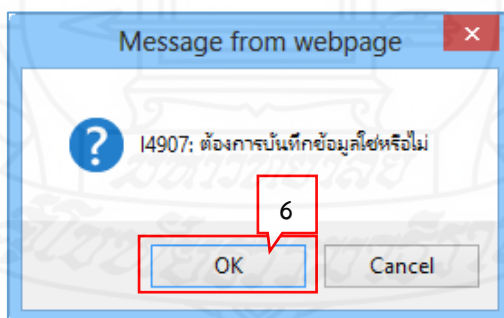 Message from webpage
I4907: ต้องการบันทึกข้อมูลใช่หรือไม่
6
OK
Cancel